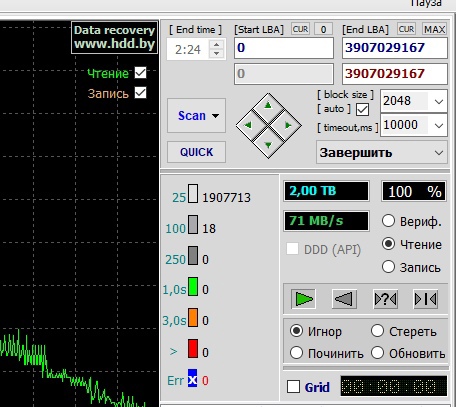 Пауза
Data recovery
www.hdd.by
Чтение
Запись
[ End time ] [Start LBA] CUR 0 [End LBA] CUR MAX
2:24 0 3907029167
0 3907029167
Scan
QUICK
[ block size ]
[ auto ] 2048
[ timeout,ms ] 10000
Завершить
25 1907713
100 18
250 0
1,0s 0
3,0s 0
> 0
Err x 0
2,00 TB 100 %
71 MB/s
Вериф.
DDD (API) Чтение
Запись
?
Игнор Стереть
Починить Обновить
Grid 00:00:00